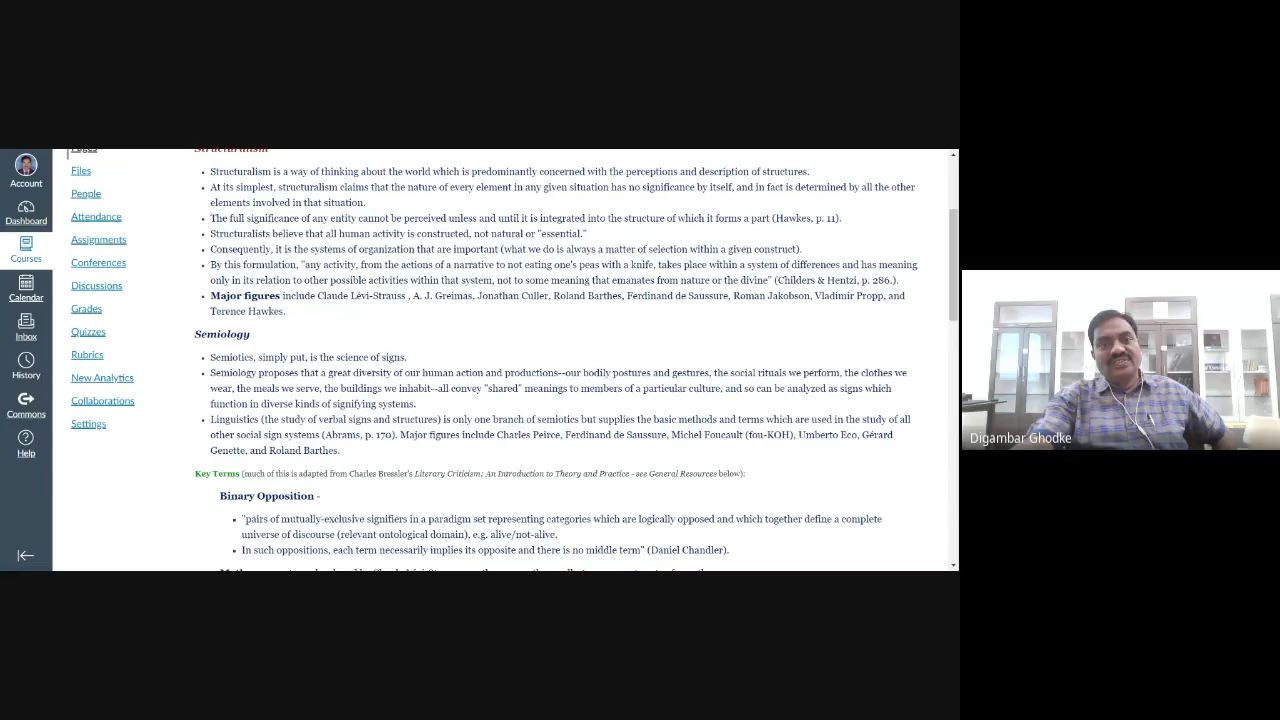 Pages
Structuralism
Account
Dashboard
Courses
Calendar
Inbox
History
Commons
Help
Files
People
Attendance
Assignments
Conferences
Discussions
Grades
Quizzes
Rubrics
New Analytics
Collaborations
Settings
• Structuralism is a way of thinking about the world which is predominantly concerned with the perceptions and description of structures.
• At its simplest, structuralism claims that the nature of every element in any given situation has no significance by itself, and in fact is determined by all the other
elements involved in that situation.
• The full significance of any entity cannot be perceived unless and until it is integrated into the structure of which it forms a part (Hawkes, p. 11).
• Structuralists believe that all human activity is constructed, not natural or "essential."
• Consequently, it is the systems of organization that are important (what we do is always a matter of selection within a given construct).
• By this formulation, "any activity, from the actions of a narrative to not eating one's peas with a knife, takes place within a system of differences and has meaning
only in its relation to other possible activities within that system, not to some meaning that emanates from nature or the divine" (Childers & Hentzi, p. 286.).
• Major figures include Claude Lévi-Strauss , A. J. Greimas, Jonathan Culler, Roland Barthes, Ferdinand de Saussure, Roman Jakobson, Vladimir Propp, and
Terence Hawkes.
Semiology
• Semiotics, simply put, is the science of signs.
• Semiology proposes that a great diversity of our human action and productions--our bodily postures and gestures, the social rituals we perform, the clothes we
wear, the meals we serve, the buildings we inhabit--all convey "shared" meanings to members of a particular culture, and so can be analyzed as signs which
function in diverse kinds of signifying systems.
• Linguistics (the study of verbal signs and structures) is only one branch of semiotics but supplies the basic methods and terms which are used in the study of all
other social sign systems (Abrams, p. 170). Major figures include Charles Peirce, Ferdinand de Saussure, Michel Foucault (fou-KOH), Umberto Eco, Gérard
Genette, and Roland Barthes.
Key Terms (much of this is adapted from Charles Bressler's Literary Criticism: An Introduction to Theory and Practice - see General Resources below):
Binary Opposition -
▪ "pairs of mutually-exclusive signifiers in a paradigm set representing categories which are logically opposed and which together define a complete
universe of discourse (relevant ontological domain), e.g. alive/not-alive.
▪ In such oppositions, each term necessarily implies its opposite and there is no middle term" (Daniel Chandler).
Digambar Ghodke